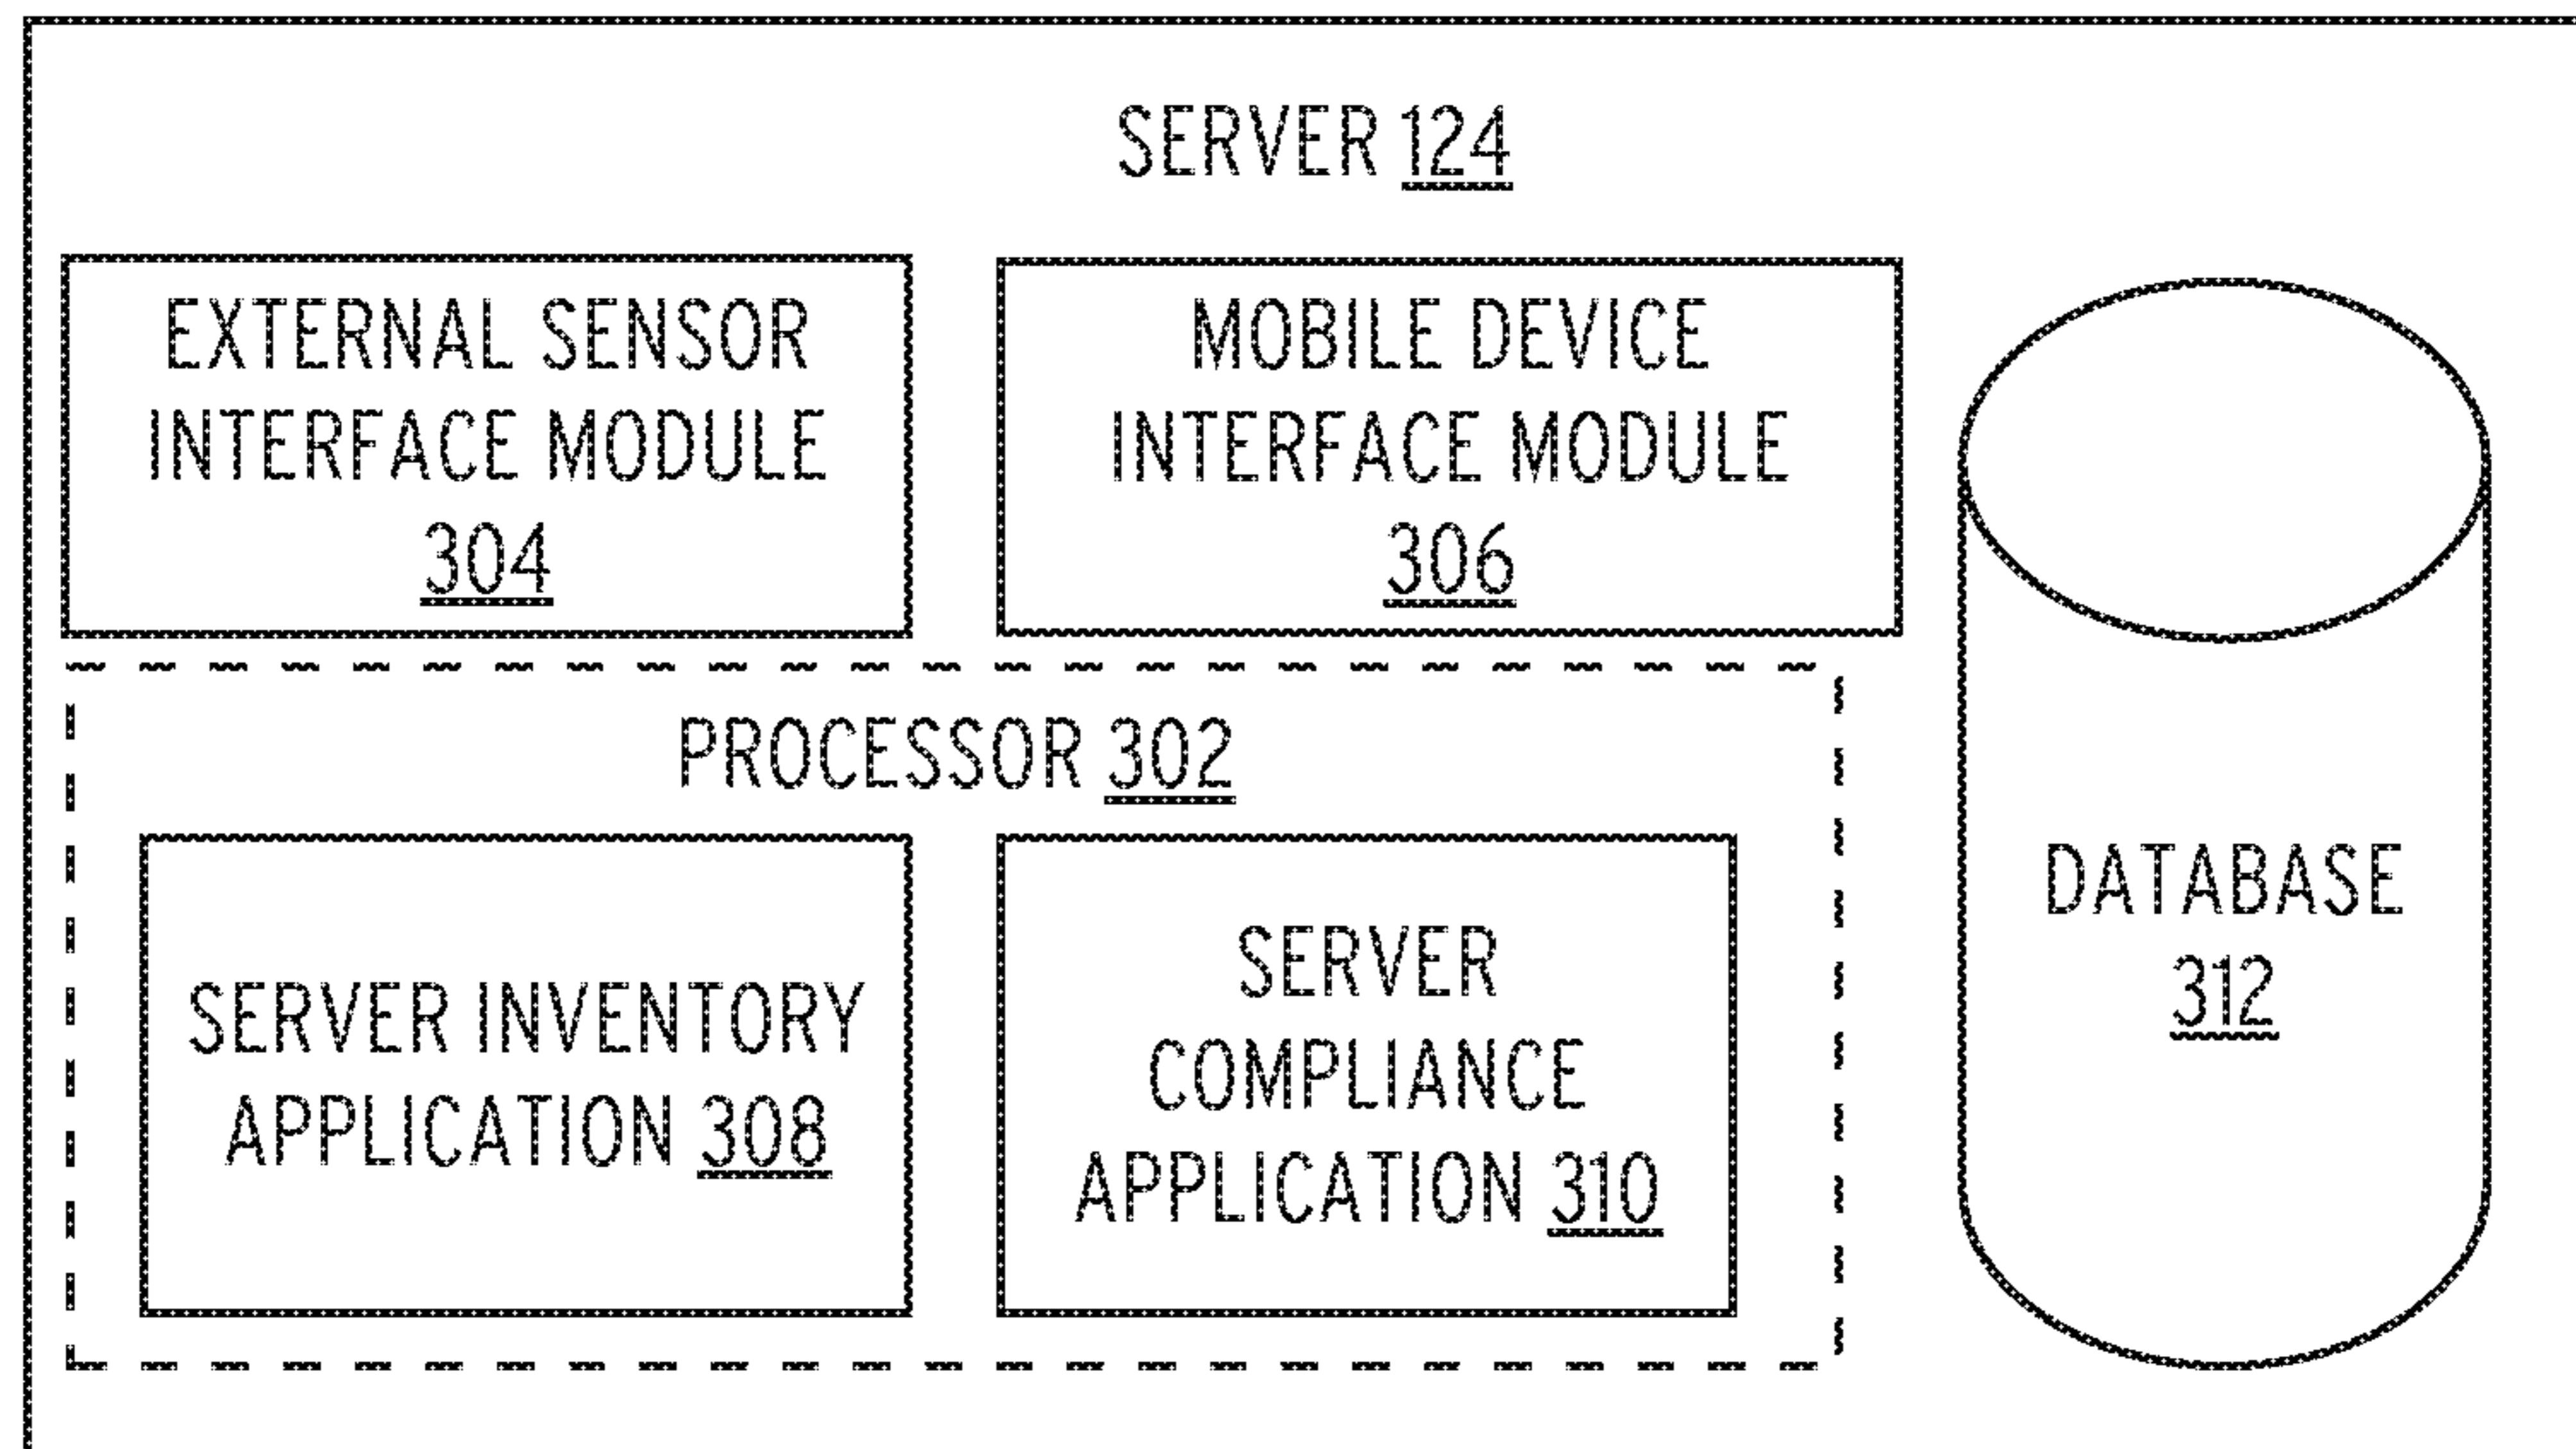 SERVER 124
EXTERNAL SENSOR
INTERFACE MODULE
304
MOBILE DEVICE
INTERFACE MODULE
306
PROCESSOR 302
SERVER INVENTORY
APPLICATION 308
SERVER
COMPLIANCE
APPLICATION 310
DATABASE
312